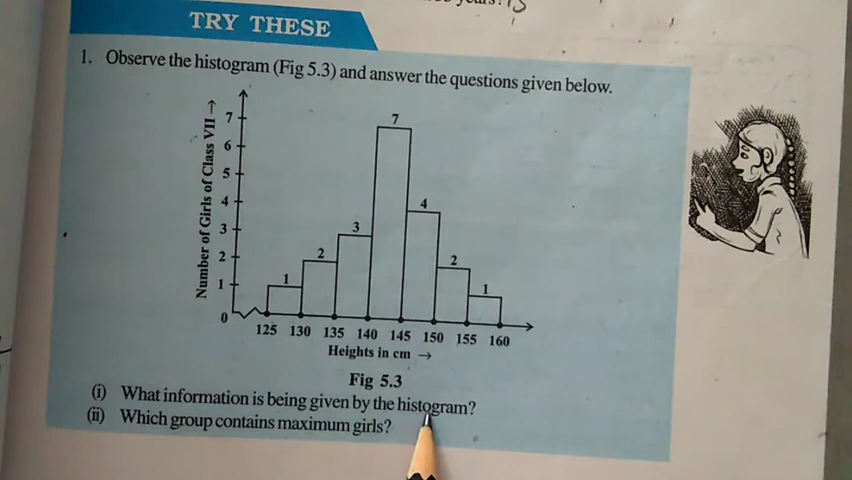 TRY THESE
1. Observe the histogram (Fig 5.3) and answer the questions given below.
Number of Girls of Class VII →
7
6
5
4
3
2
1
0
1
2
3
7
4
2
1
125 130 135 140 145 150 155 160
Heights in cm →
Fig 5.3
(i) What information is being given by the histogram?
(ii) Which group contains maximum girls?